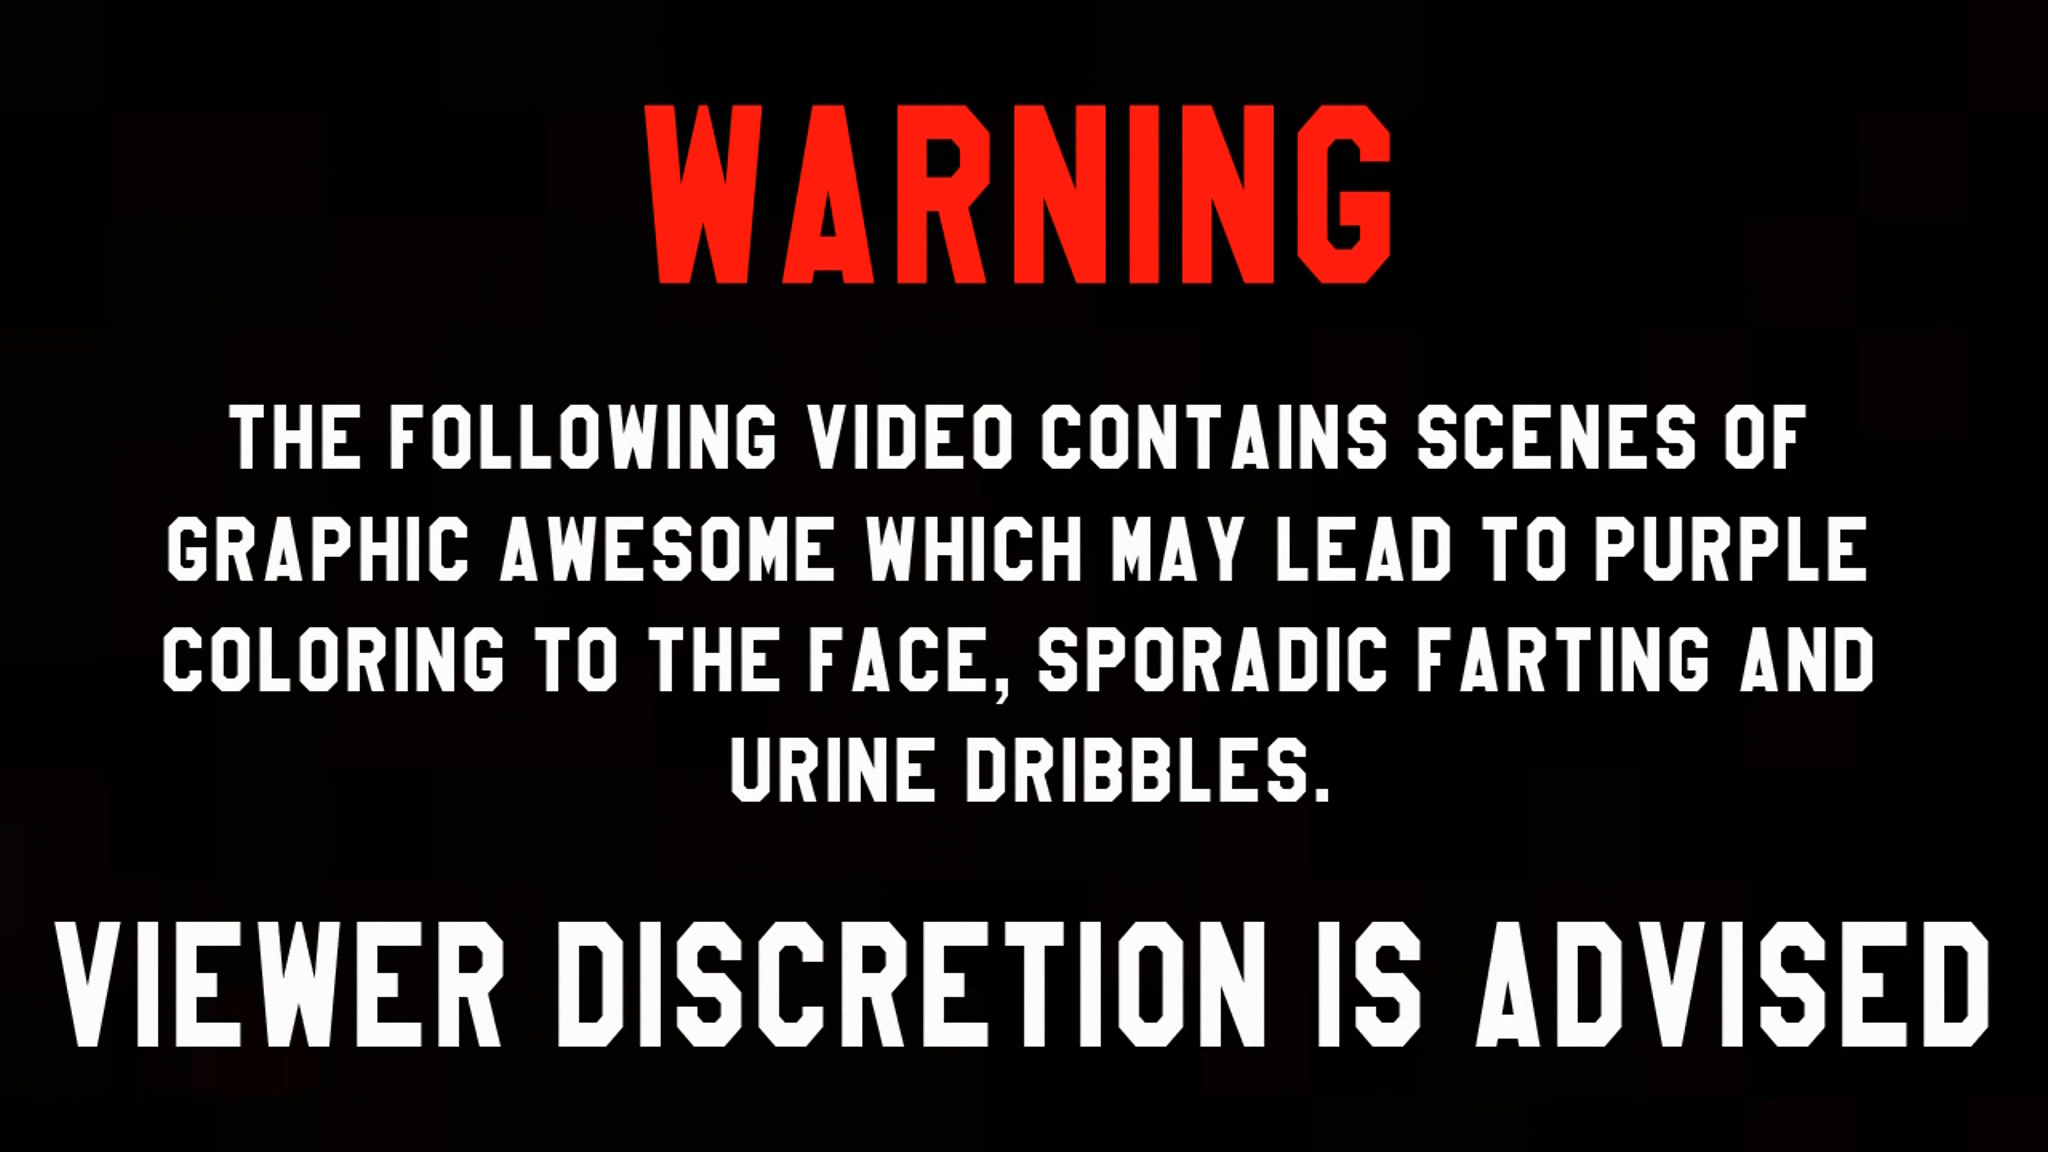 WARNING
THE FOLLOWING VIDEO CONTAINS SCENES OF
GRAPHIC AWESOME WHICH MAY LEAD TO PURPLE
COLORING TO THE FACE, SPORADIC FARTING AND
URINE DRIBBLES.
VIEWER DISCRETION IS ADVISED